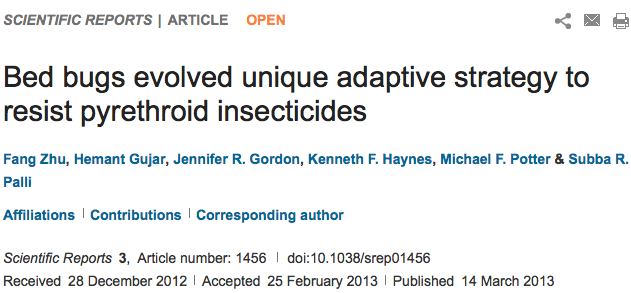 SCIENTIFIC REPORTS | ARTICLE OPEN
Bed bugs evolved unique adaptive strategy to
resist pyrethroid insecticides
Fang Zhu, Hemant Gujar, Jennifer R. Gordon, Kenneth F. Haynes, Michael F. Potter & Subba R.
Palli
Affiliations | Contributions | Corresponding author
Scientific Reports 3, Article number: 1456 | doi:10.1038/srep01456
Received 28 December 2012 | Accepted 25 February 2013 | Published 14 March 2013